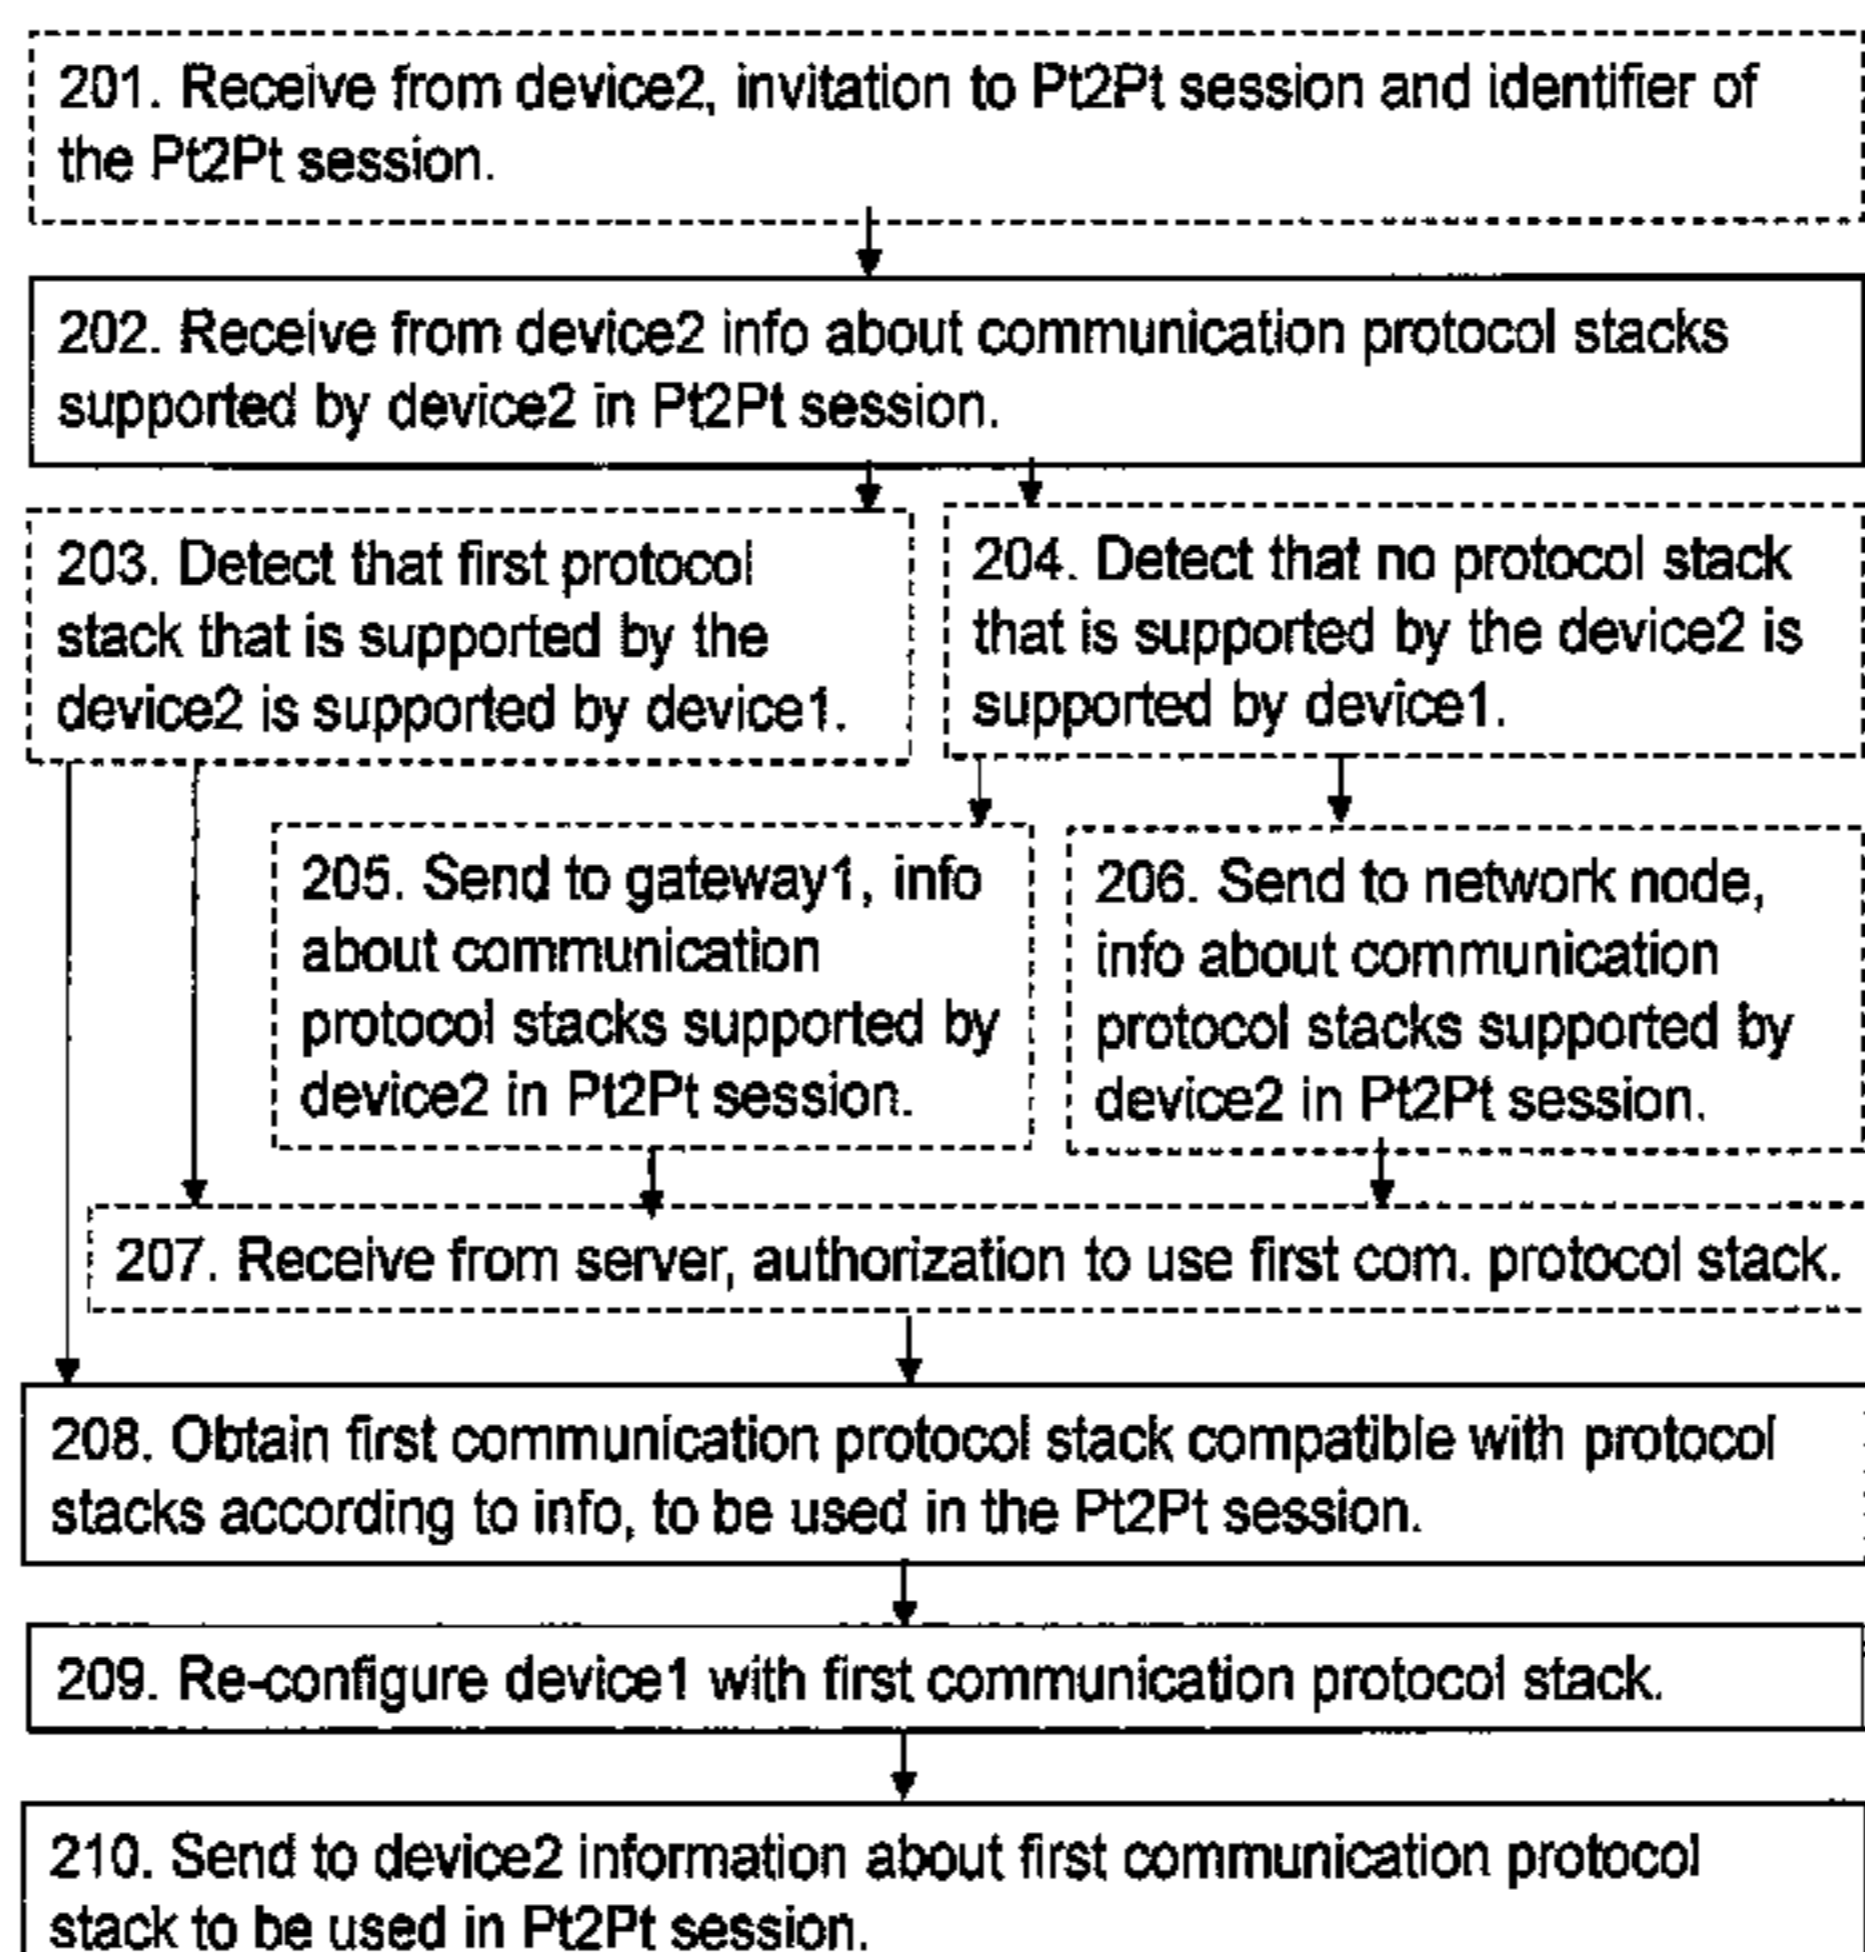 201. Receive from device2, invitation to Pt2Pt session and identifier of
the Pt2Pt session.
202. Receive from device2 info about communication protocol stacks
supported by device2 in Pt2Pt session.
203. Detect that first protocol
stack that is supported by the
device2 is supported by device1.
204. Detect that no protocol stack
that is supported by the device2 is
supported by device1.
205. Send to gateway1, info
about communication
protocol stacks supported by
device2 in Pt2Pt session.
206. Send to network node,
info about communication
protocol stacks supported by
device2 in Pt2Pt session.
207. Receive from server, authorization to use first com. protocol stack.
208. Obtain first communication protocol stack compatible with protocol
stacks according to info, to be used in the Pt2Pt session.
209. Re-configure device1 with first communication protocol stack.
210. Send to device2 information about first communication protocol
stack to be used in Pt2Pt session.